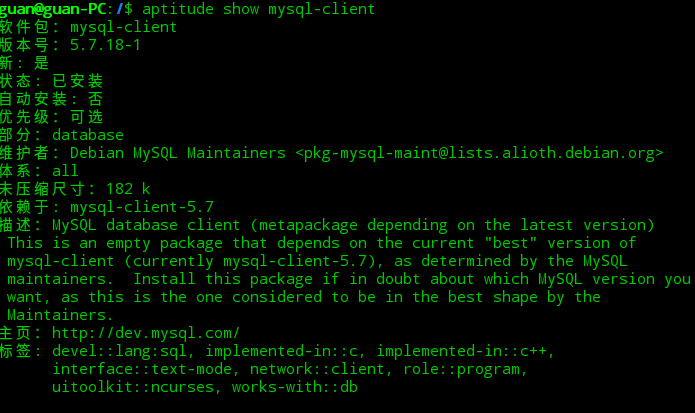 guan@guan-PC:/$ aptitude show mysql-client
软件包: mysql-client
版本号: 5.7.18-1
新: 是
状态: 已安装
自动安装: 否
优先级: 可选
部分: database
维护者: Debian MySQL Maintainers <pkg-mysql-maint@lists.alioth.debian.org>
体系: all
未压缩尺寸: 182 k
依赖于: mysql-client-5.7
描述: MySQL database client (metapackage depending on the latest version)
This is an empty package that depends on the current "best" version of
mysql-client (currently mysql-client-5.7), as determined by the MySQL
maintainers.  Install this package if in doubt about which MySQL version you
want, as this is the one considered to be in the best shape by the
Maintainers.
主页: http://dev.mysql.com/
标签: devel::lang:sql, implemented-in::c, implemented-in::c++,
interface::text-mode, network::client, role::program,
uitoolkit::ncurses, works-with::db